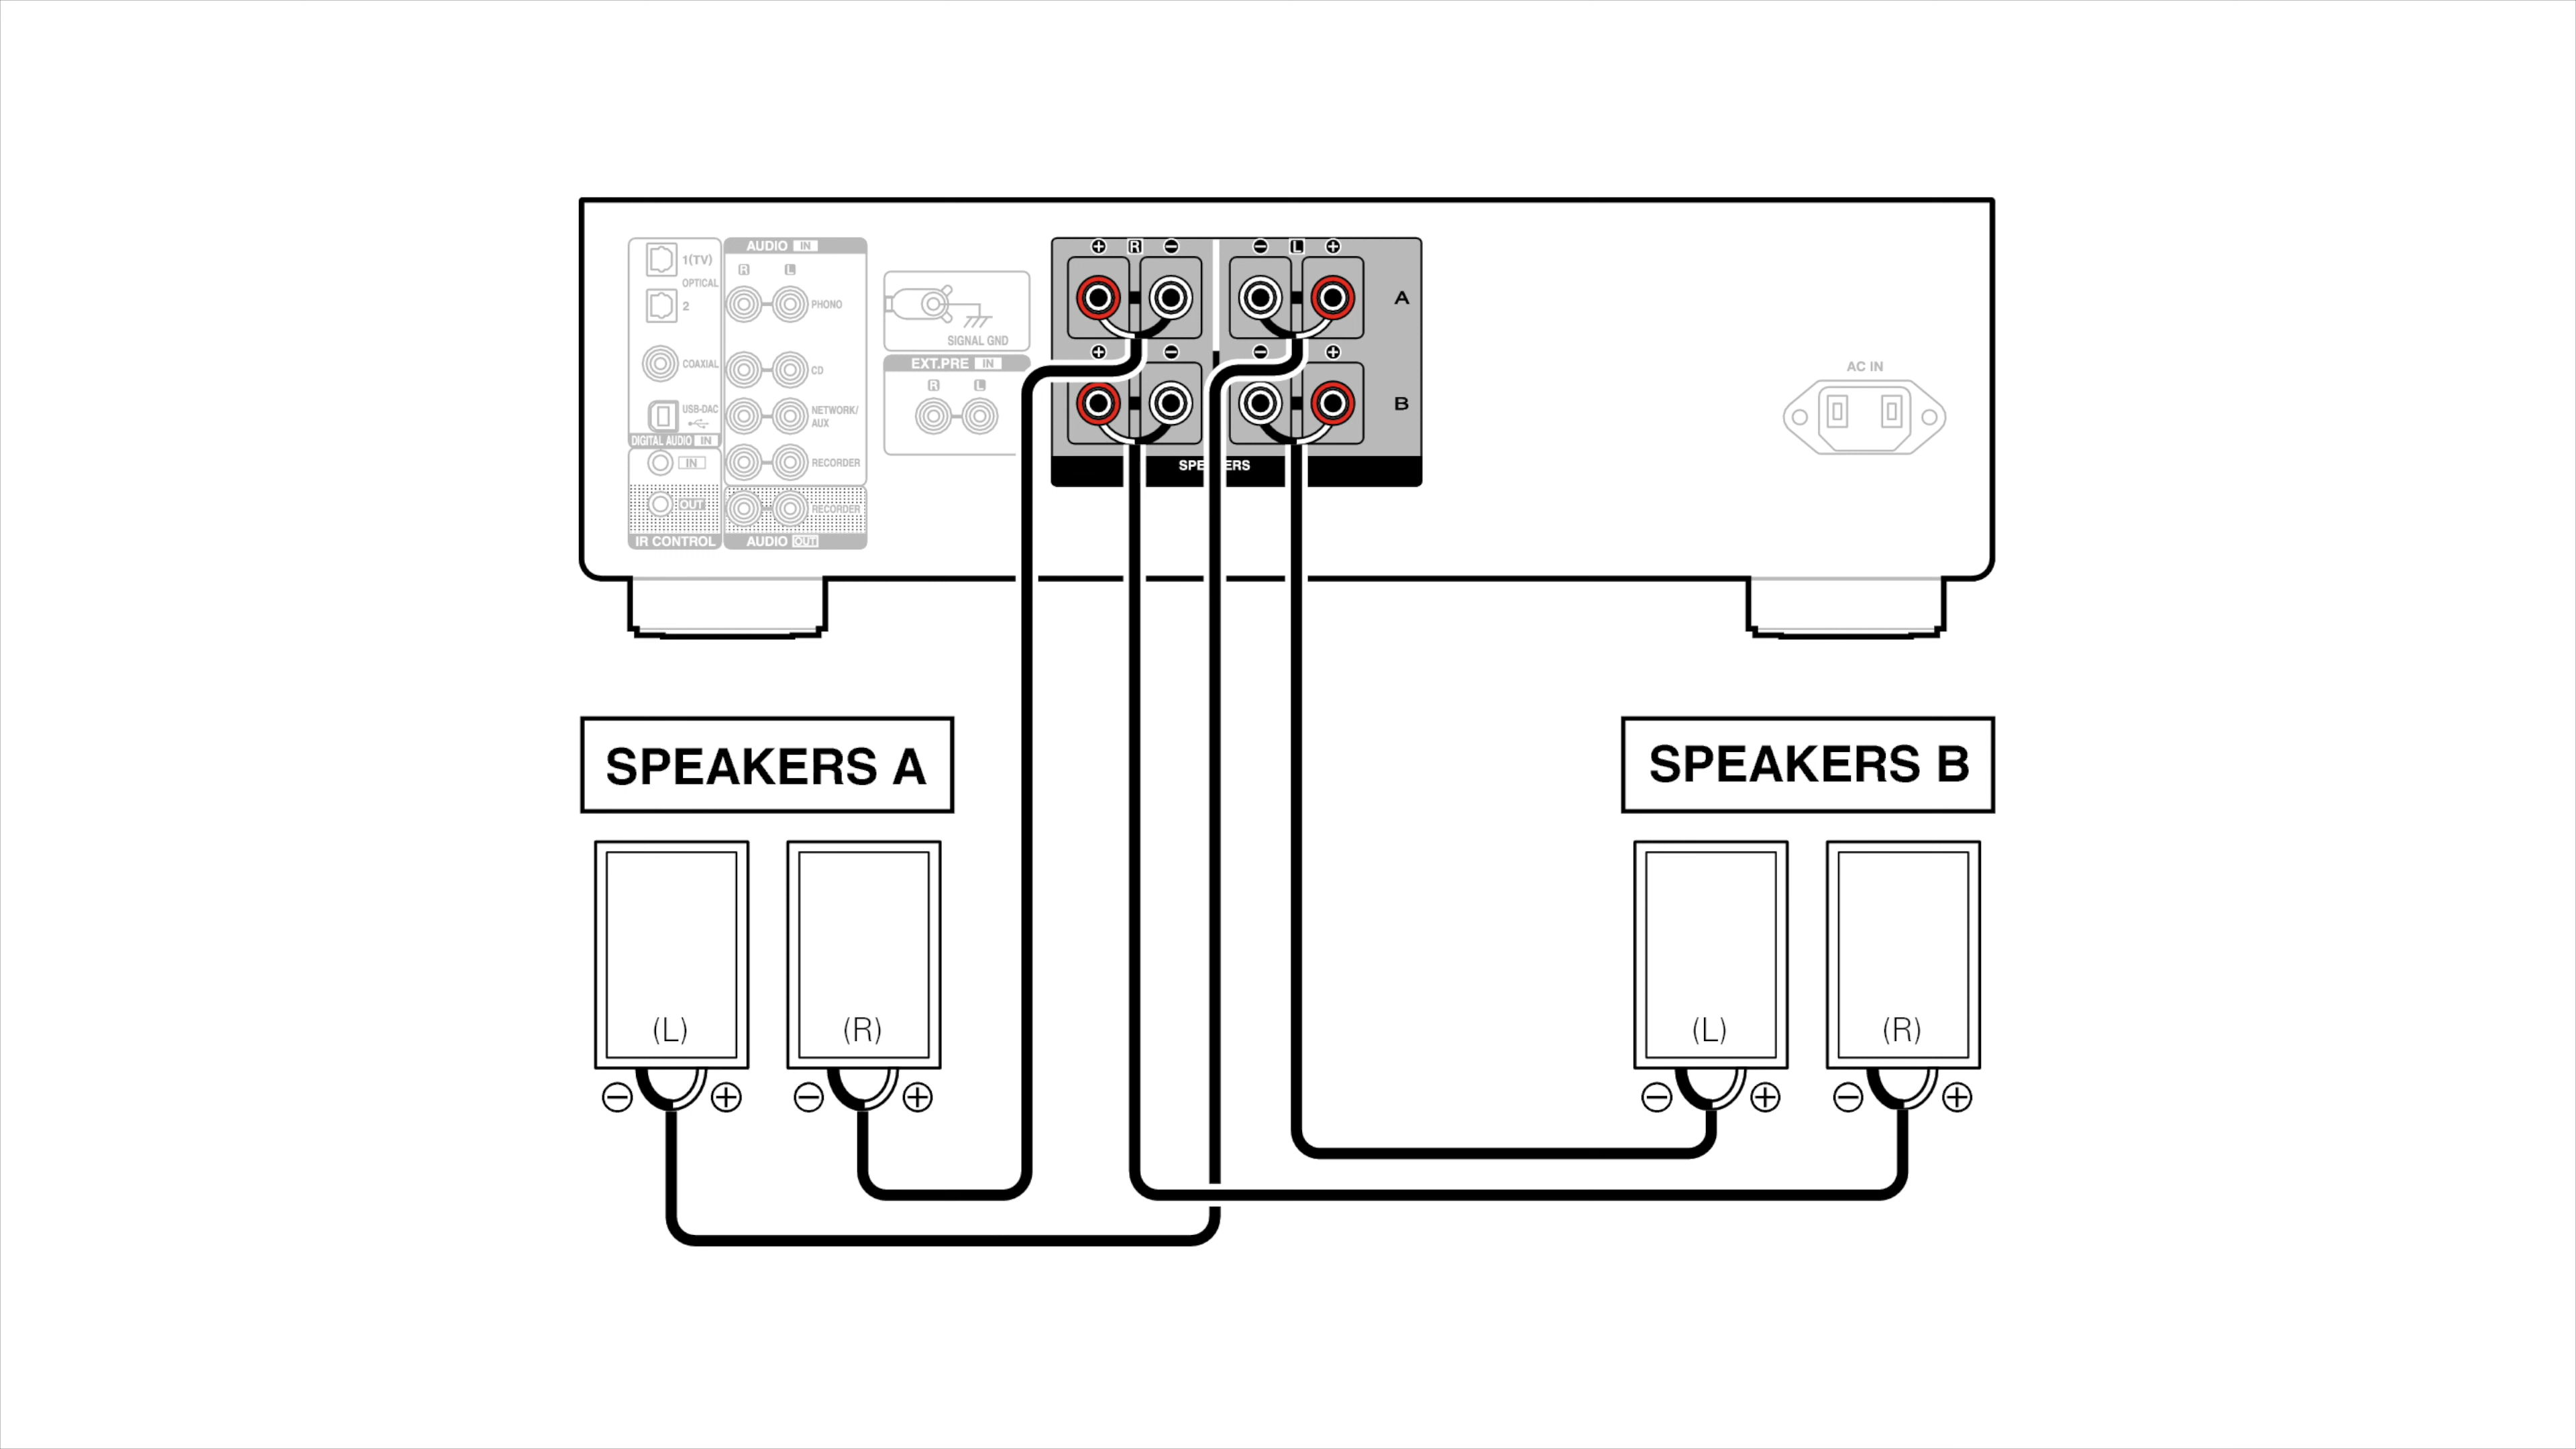 1(TV)
OPTICAL
2
COAXIAL
USB-DAC
DIGITAL AUDIO IN
IN
OUT
IR CONTROL
AUDIO IN
R L
PHONO
CD
NETWORK/
AUX
RECORDER
RECORDER
AUDIO OUT
SIGNAL GND
EXT.PRE IN
R L
+ R − − L +
A
+ − − +
B
SPEAKERS
AC IN
SPEAKERS A
(L) (R)
− + − +
SPEAKERS B
(L) (R)
− + − +